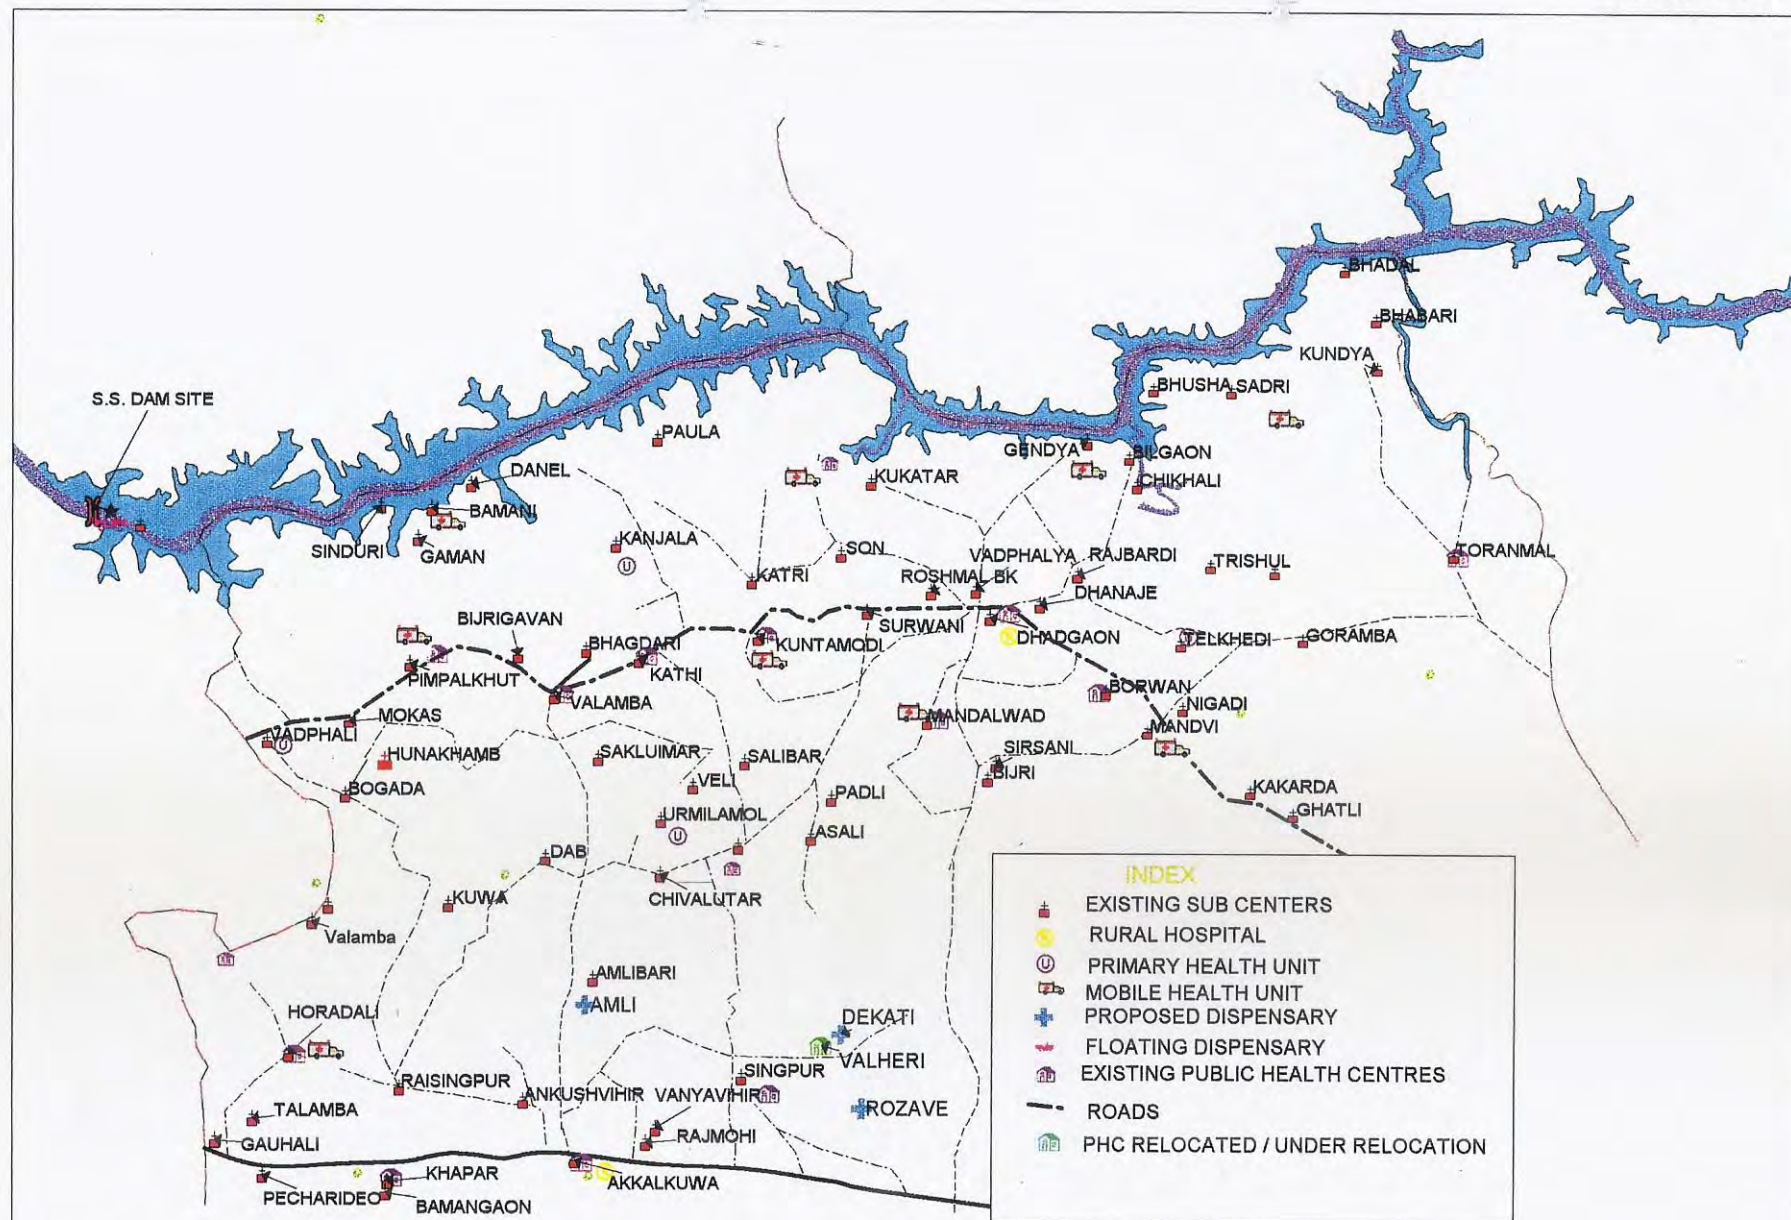 BHADAL
BHABARI
KUNDYA
BHUSHA SADRI
S.S. DAM SITE
PAULA
GENDYA
BILGAON
DANEL
KUKATAR
CHIKHALI
BAMANI
SINDURI
GAMAN
KANJALA
U
SON
VADPHALYA
RAJBARDI
TRISHUL
TORANMAL
KATRI
ROSHMAL BK
DHANAJE
BIJRIGAVAN
BHAGDARI
KUNTAMODI
SURWANI
DHADGAON
TELKHEDI
GORAMBA
PIMPALKHUT
KATHI
VALAMBA
BORWAN
NIGADI
MOKAS
MANDALWAD
MANDVI
VADPHALI
U
HUNAKHAMB
SAKLUIMAR
SALIBAR
SIRSANI
BIJRI
BOGADA
VELI
PADLI
KAKARDA
GHATLI
URMILAMOL
U
ASALI
DAB
KUWA
CHIVALUTAR
Valamba
AMLIBARI
AMLI
HORADALI
DEKATI
VALHERI
RAISINGPUR
ANKUSHVIHIR
VANYAVIHIR
SINGPUR
ROZAVE
TALAMBA
GAUHALI
RAJMOHI
PECHARIDEO
KHAPAR
BAMANGAON
AKKALKUWA
INDEX
EXISTING SUB CENTERS
RURAL HOSPITAL
U PRIMARY HEALTH UNIT
MOBILE HEALTH UNIT
PROPOSED DISPENSARY
FLOATING DISPENSARY
EXISTING PUBLIC HEALTH CENTRES
ROADS
PHC RELOCATED / UNDER RELOCATION